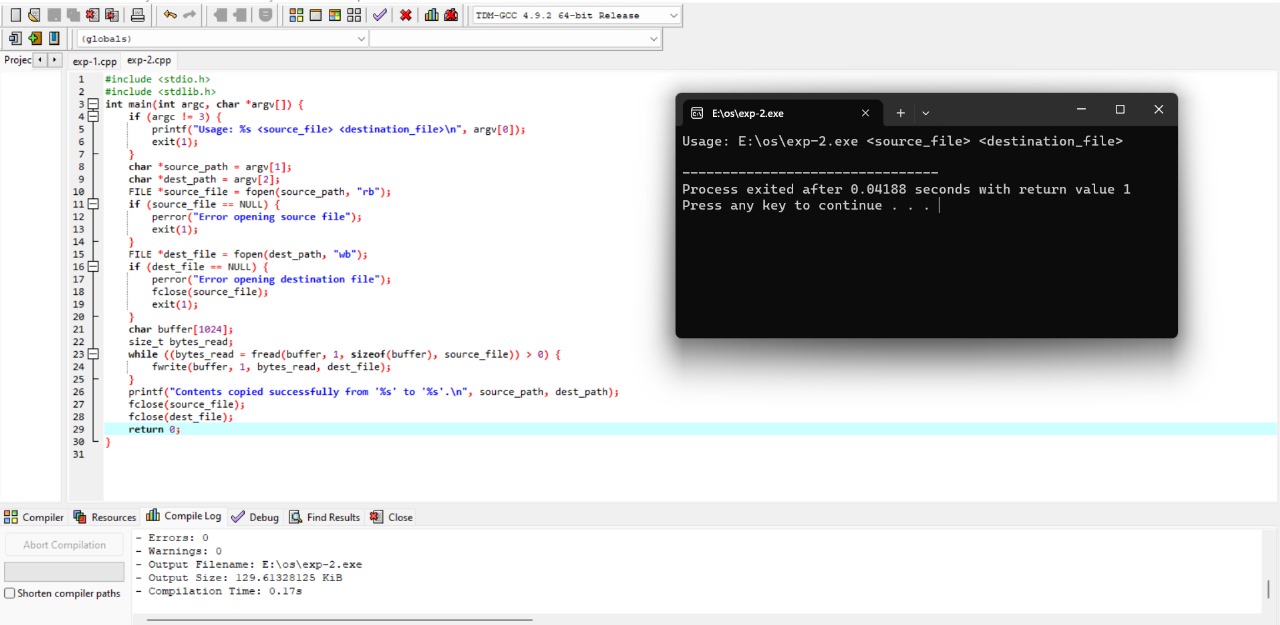 TDM-GCC 4.9.2 64-bit Release
(globals)
Projec
exp-1.cpp exp-2.cpp
1 #include <stdio.h>
2 #include <stdlib.h>
3 int main(int argc, char *argv[]) {
4 if (argc != 3) {
5 printf("Usage: %s <source_file> <destination_file>\n", argv[0]);
6 exit(1);
7 }
8 char *source_path = argv[1];
9 char *dest_path = argv[2];
10 FILE *source_file = fopen(source_path, "rb");
11 if (source_file == NULL) {
12 perror("Error opening source file");
13 exit(1);
14 }
15 FILE *dest_file = fopen(dest_path, "wb");
16 if (dest_file == NULL) {
17 perror("Error opening destination file");
18 fclose(source_file);
19 exit(1);
20 }
21 char buffer[1024];
22 size_t bytes_read;
23 while ((bytes_read = fread(buffer, 1, sizeof(buffer), source_file)) > 0) {
24 fwrite(buffer, 1, bytes_read, dest_file);
25 }
26 printf("Contents copied successfully from '%s' to '%s'.\n", source_path, dest_path);
27 fclose(source_file);
28 fclose(dest_file);
29 return 0;
30 }
31
E:\os\exp-2.exe
Usage: E:\os\exp-2.exe <source_file> <destination_file>
--------------------------------
Process exited after 0.04188 seconds with return value 1
Press any key to continue . . .
Compiler Resources Compile Log Debug Find Results Close
Abort Compilation
Shorten compiler paths
- Errors: 0
- Warnings: 0
- Output Filename: E:\os\exp-2.exe
- Output Size: 129.61328125 KiB
- Compilation Time: 0.17s